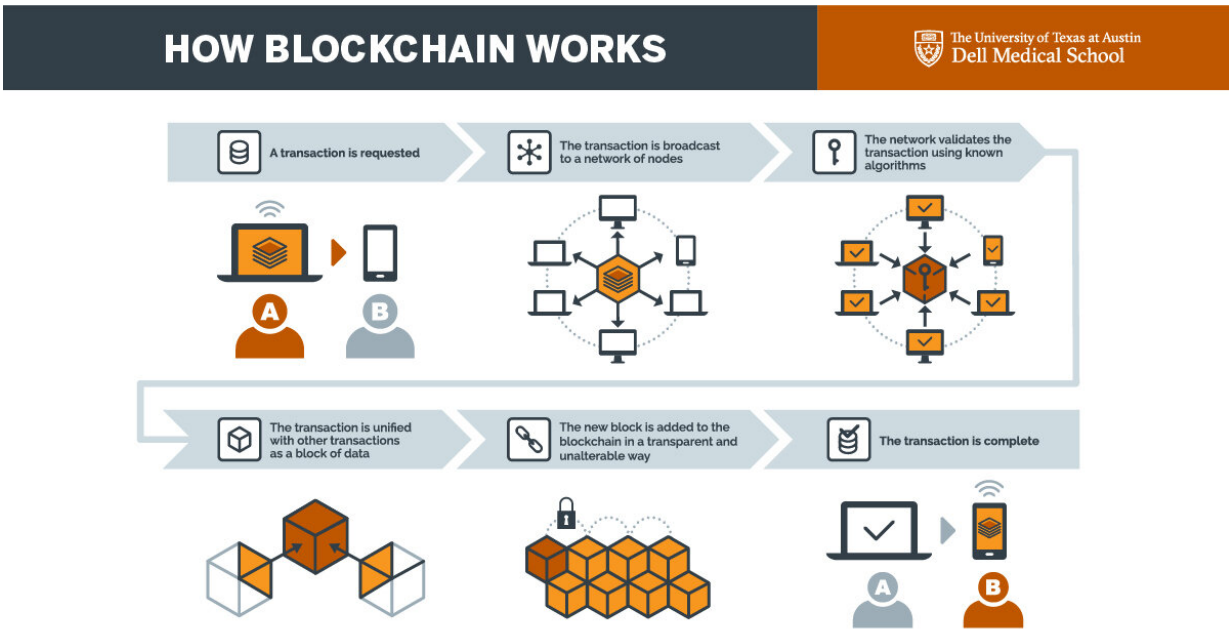 HOW BLOCKCHAIN WORKS
The University of Texas at Austin
Dell Medical School
A transaction is requested
The transaction is broadcast
to a network of nodes
The network validates the
transaction using known
algorithms
A
B
The transaction is unified
with other transactions
as a block of data
The new block is added to the
blockchain in a transparent and
unalterable way
The transaction is complete
A
B